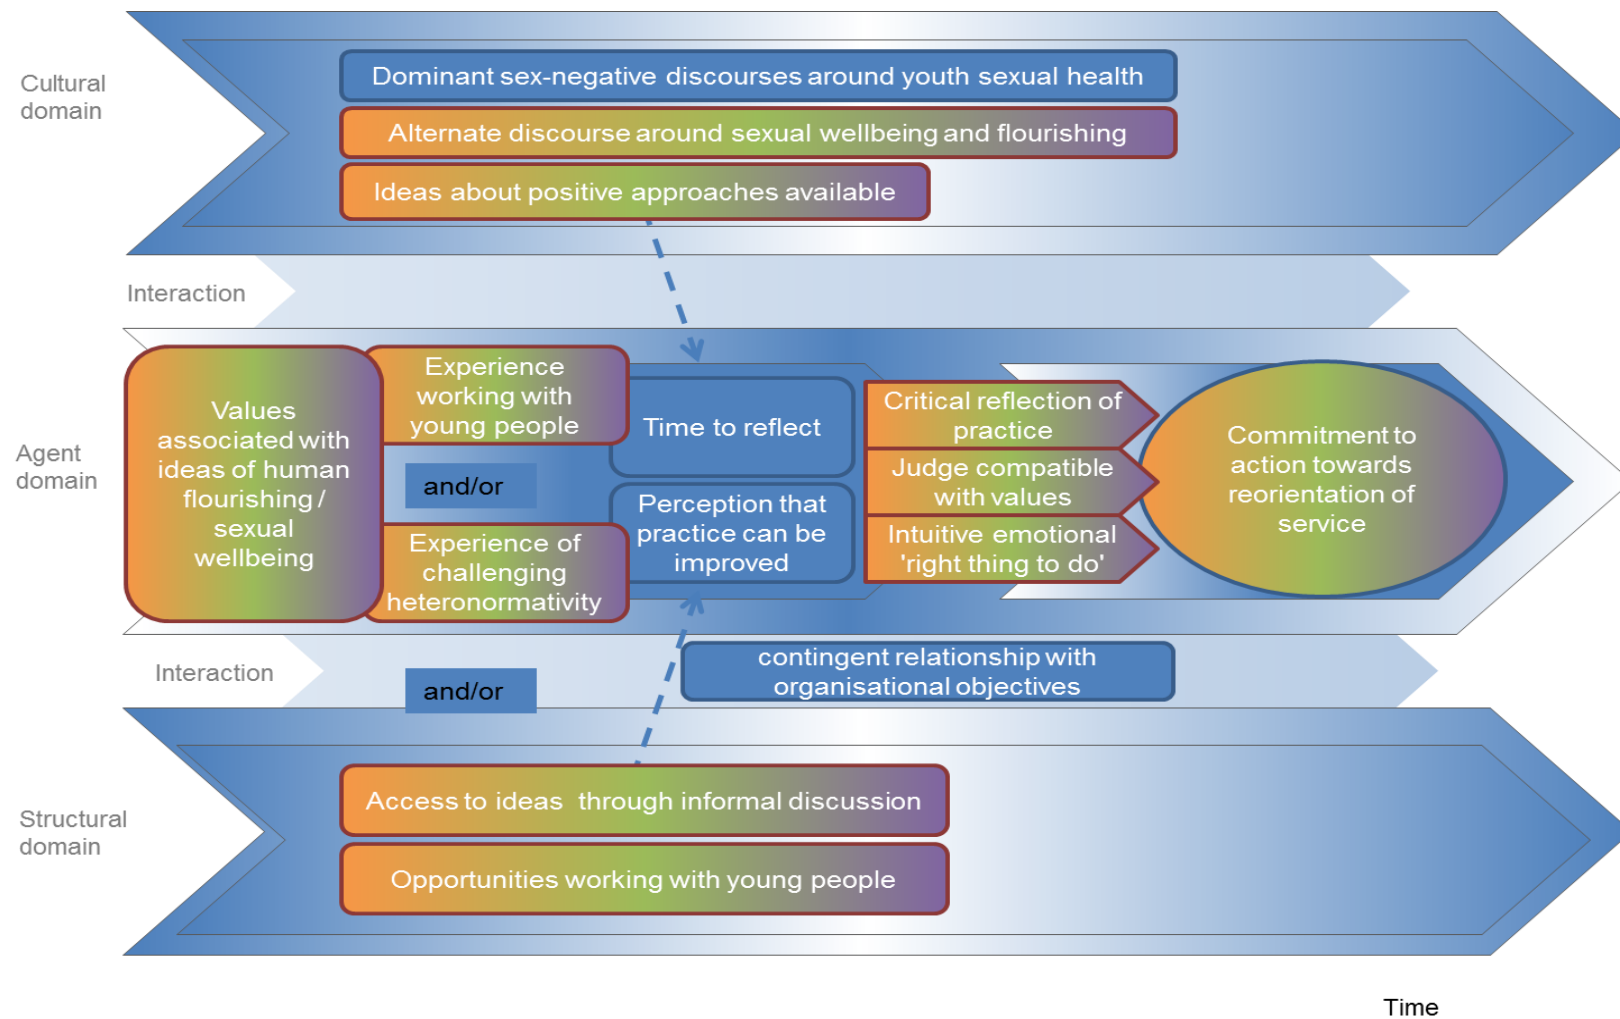 Cultural
domain
Dominant sex-negative discourses around youth sexual health
Alternate discourse around sexual wellbeing and flourishing
Ideas about positive approaches available
Interaction
Agent
domain
Values
associated with
ideas of human
flourishing /
sexual
wellbeing
Experience
working with
young people
and/or
Experience of
challenging
heteronormativity
Time to reflect
Perception that
practice can be
improved
Critical reflection of
practice
Judge compatible
with values
Intuitive emotional
'right thing to do'
Commitment to
action towards
reorientation of
service
Interaction
and/or
contingent relationship with
organisational objectives
Structural
domain
Access to ideas  through informal discussion
Opportunities working with young people
Time